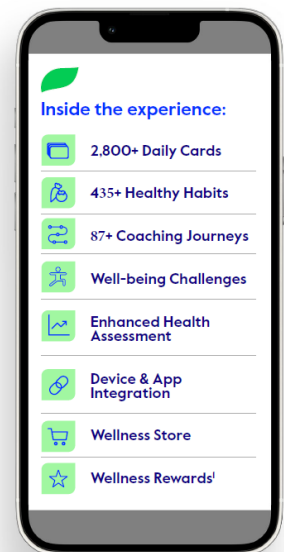 Inside the experience:
2,800+ Daily Cards
435+ Healthy Habits
87+ Coaching Journeys
Well-being Challenges
Enhanced Health
Assessment
Device & App
Integration
Wellness Store
Wellness Rewards¹